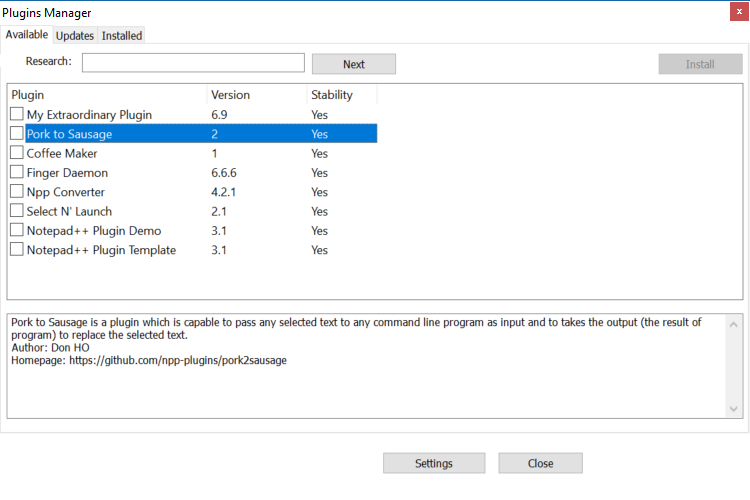 Plugins Manager
x
Available Updates Installed
Research: Next Install
Plugin Version Stability
My Extraordinary Plugin 6.9 Yes
Pork to Sausage 2 Yes
Coffee Maker 1 Yes
Finger Daemon 6.6.6 Yes
Npp Converter 4.2.1 Yes
Select N' Launch 2.1 Yes
Notepad++ Plugin Demo 3.1 Yes
Notepad++ Plugin Template 3.1 Yes
Pork to Sausage is a plugin which is capable to pass any selected text to any command line program as input and to takes the output (the result of
program) to replace the selected text.
Author: Don HO
Homepage: https://github.com/npp-plugins/pork2sausage
Settings Close